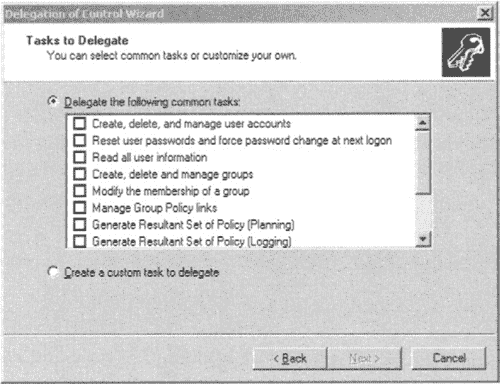 Delegation of Control Wizard
Tasks to Delegate
You can select common tasks or customize your own.
Delegate the following common tasks:
Create, delete, and manage user accounts
Reset user passwords and force password change at next logon
Read all user information
Create, delete and manage groups
Modify the membership of a group
Manage Group Policy links
Generate Resultant Set of Policy (Planning)
Generate Resultant Set of Policy (Logging)
Create a custom task to delegate
< Back
Next >
Cancel